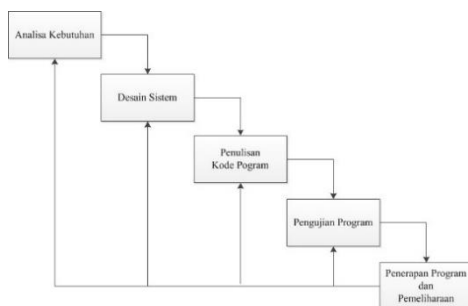 Analisa Kebutuhan
Desain Sistem
Penulisan
Kode Pogram
Pengujian Program
Penerapan Program
dan
Pemeliharaan